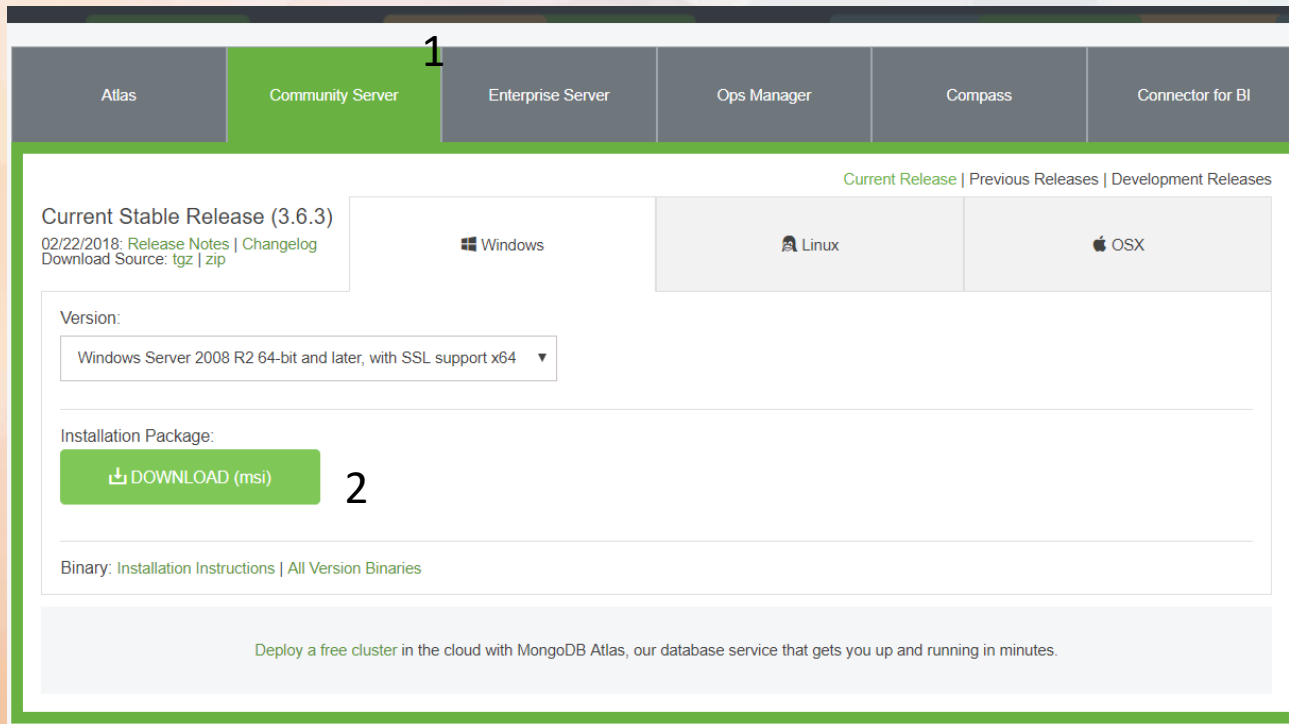 1
Atlas
Community Server
Enterprise Server
Ops Manager
Compass
Connector for BI
Current Release | Previous Releases | Development Releases
Current Stable Release (3.6.3)
02/22/2018: Release Notes | Changelog
Download Source: tgz | zip
Windows
Linux
OSX
Version:
Windows Server 2008 R2 64-bit and later, with SSL support x64
Installation Package:
DOWNLOAD (msi)
2
Binary: Installation Instructions | All Version Binaries
Deploy a free cluster in the cloud with MongoDB Atlas, our database service that gets you up and running in minutes.